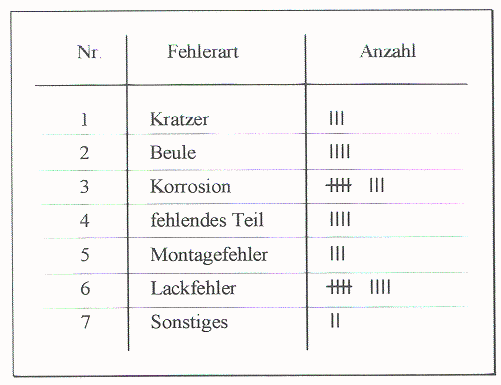 Nr. Fehlerart Anzahl
1 Kratzer III
2 Beule IIII
3 Korrosion IIII III
4 fehlendes Teil IIII
5 Montagefehler III
6 Lackfehler IIII IIII
7 Sonstiges II